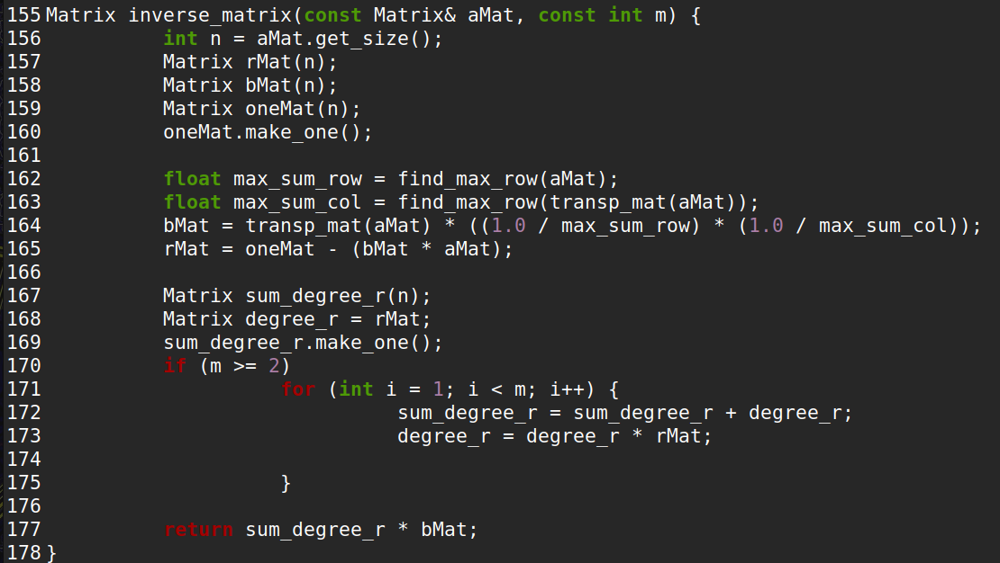 155 Matrix inverse_matrix(const Matrix& aMat, const int m) {
156         int n = aMat.get_size();
157         Matrix rMat(n);
158         Matrix bMat(n);
159         Matrix oneMat(n);
160         oneMat.make_one();
161
162         float max_sum_row = find_max_row(aMat);
163         float max_sum_col = find_max_row(transp_mat(aMat));
164         bMat = transp_mat(aMat) * ((1.0 / max_sum_row) * (1.0 / max_sum_col));
165         rMat = oneMat - (bMat * aMat);
166
167         Matrix sum_degree_r(n);
168         Matrix degree_r = rMat;
169         sum_degree_r.make_one();
170         if (m >= 2)
171                   for (int i = 1; i < m; i++) {
172                             sum_degree_r = sum_degree_r + degree_r;
173                             degree_r = degree_r * rMat;
174
175                   }
176
177         return sum_degree_r * bMat;
178 }